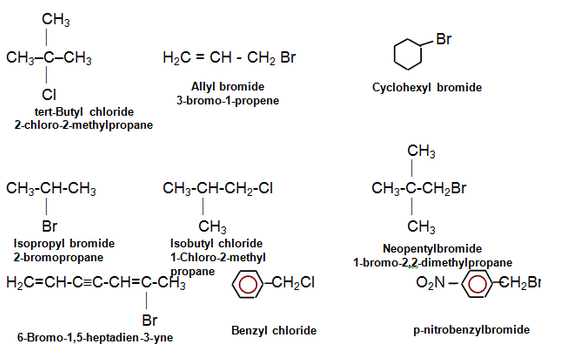 CH₃
CH₃–C–CH₃
Cl
tert-Butyl chloride
2-chloro-2-methylpropane
H₂C = CH - CH₂ Br
Allyl bromide
3-bromo-1-propene
Br
Cyclohexyl bromide
CH₃-CH-CH₃
Br
Isopropyl bromide
2-bromopropane
CH₃-CH-CH₂-Cl
CH₃
Isobutyl chloride
1-Chloro-2-methyl
propane
CH₃
CH₃-C-CH₂Br
CH₃
Neopentylbromide
1-bromo-2,2-dimethylpropane
H₂C=CH-C≡C-CH=C-CH₃
Br
6-Bromo-1,5-heptadien-3-yne
CH₂Cl
Benzyl chloride
O₂N CH₂Br
p-nitrobenzylbromide